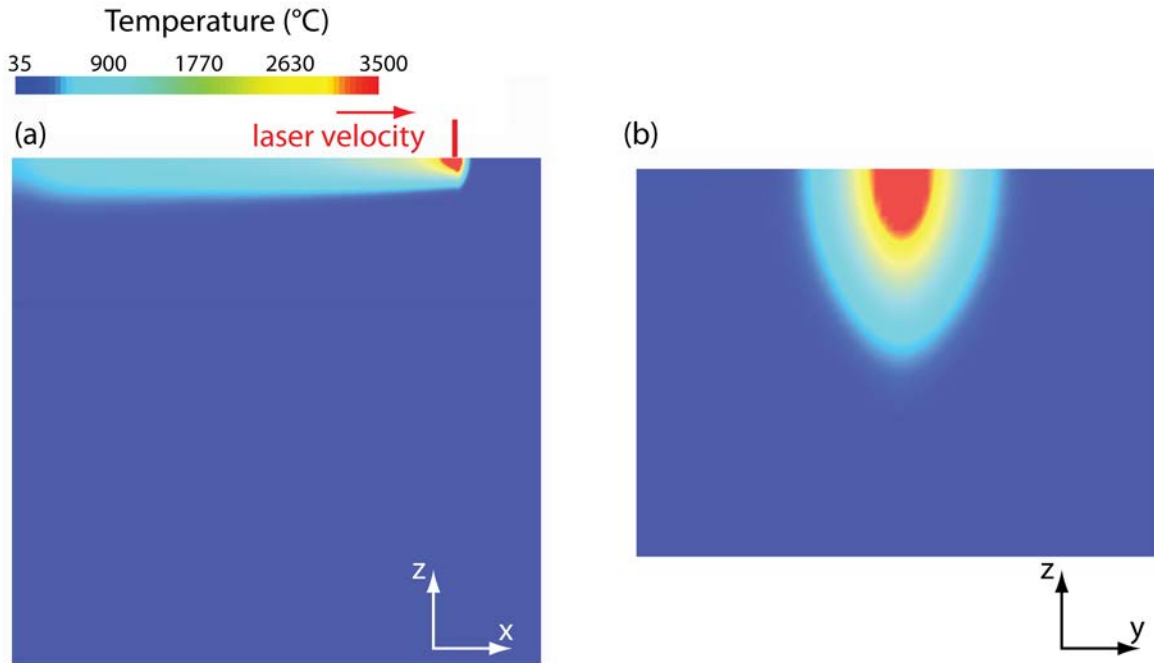 Temperature (°C)
35 900 1770 2630 3500
(a)
laser velocity
(b)
z
x
z
y